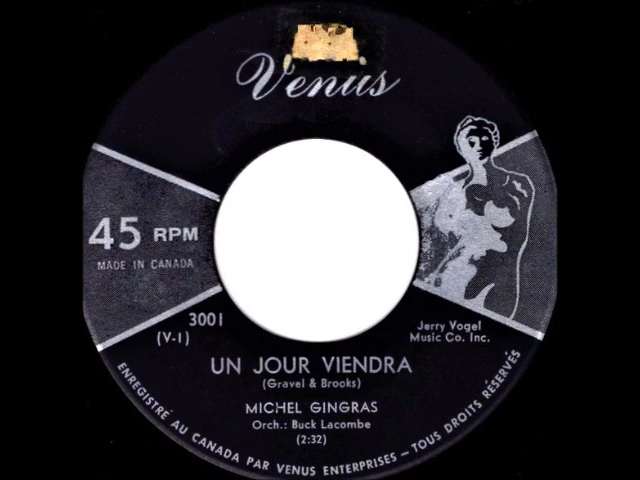 Venus
45 RPM
MADE IN CANADA
3001
(V-1)
Jerry Vogel
Music Co. Inc.
UN JOUR VIENDRA
(Gravel & Brooks)
MICHEL GINGRAS
Orch.: Buck Lacombe
(2:32)
ENREGISTRÉ AU CANADA PAR VENUS ENTERPRISES – TOUS DROITS RÉSERVÉS